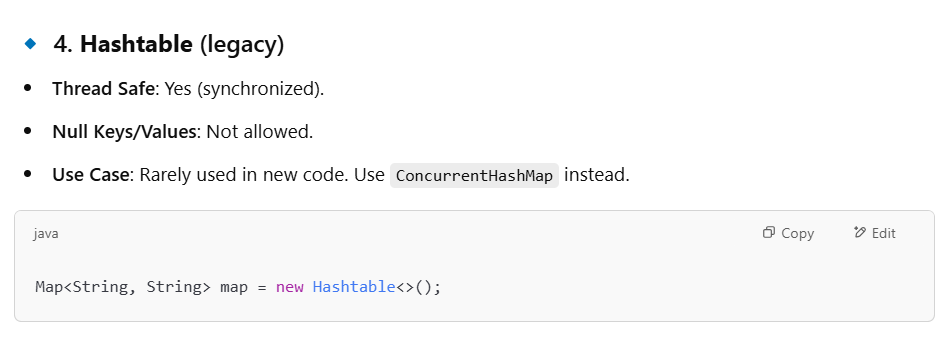 4. Hashtable (legacy)
Thread Safe: Yes (synchronized).
Null Keys/Values: Not allowed.
Use Case: Rarely used in new code. Use ConcurrentHashMap instead.
java Copy Edit
Map<String, String> map = new Hashtable<>();